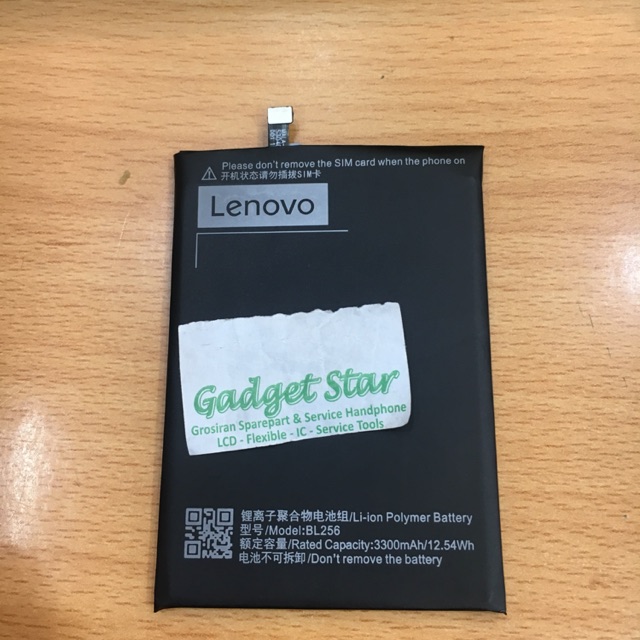 Please don't remove the SIM card when the phone on
开机状态请勿插拔SIM卡
Lenovo
Gadget Star
Grosiran Sparepart & Service Handphone
LCD - Flexible - IC - Service Tools
锂离子聚合物电池组/Li-ion Polymer Battery
型号/Model:BL256
额定容量/Rated Capacity:3300mAh/12.54Wh
电池不可拆卸/Don't remove the battery